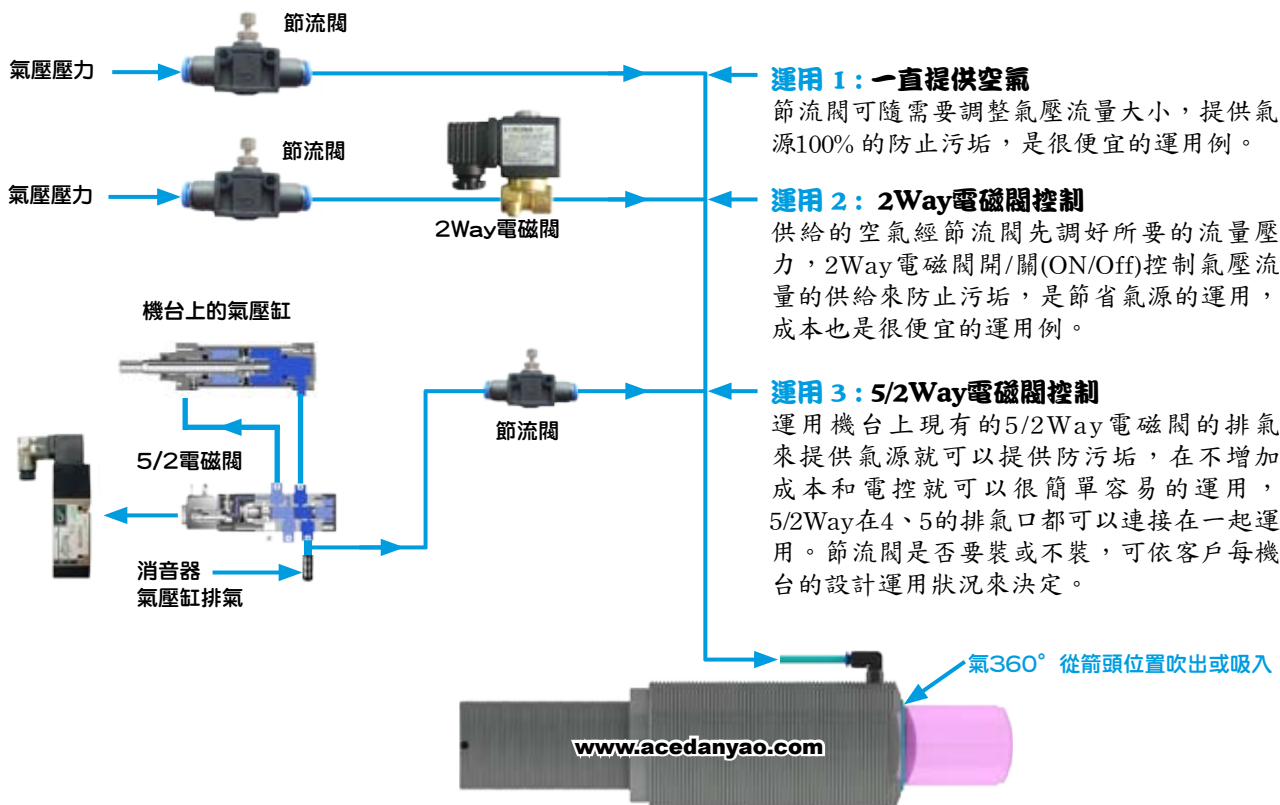 節流閥
氣壓壓力
運用 1 : 一直提供空氣
節流閥可隨需要調整氣壓流量大小，提供氣
源100% 的防止污垢，是很便宜的運用例。
節流閥
氣壓壓力
2Way電磁閥
運用 2 : 2Way電磁閥控制
供給的空氣經節流閥先調好所要的流量壓
力，2Way電磁閥開/關(ON/Off)控制氣壓流
量的供給來防止污垢，是節省氣源的運用，
成本也是很便宜的運用例。
機台上的氣壓缸
5/2電磁閥
消音器
氣壓缸排氣
節流閥
運用 3 : 5/2Way電磁閥控制
運用機台上現有的5/2Way電磁閥的排氣
來提供氣源就可以提供防污垢，在不增加
成本和電控就可以很簡單容易的運用，
5/2Way在4、5的排氣口都可以連接在一起運
用。節流閥是否要裝或不裝，可依客戶每機
台的設計運用狀況來決定。
氣360° 從箭頭位置吹出或吸入
www.acedanyao.com